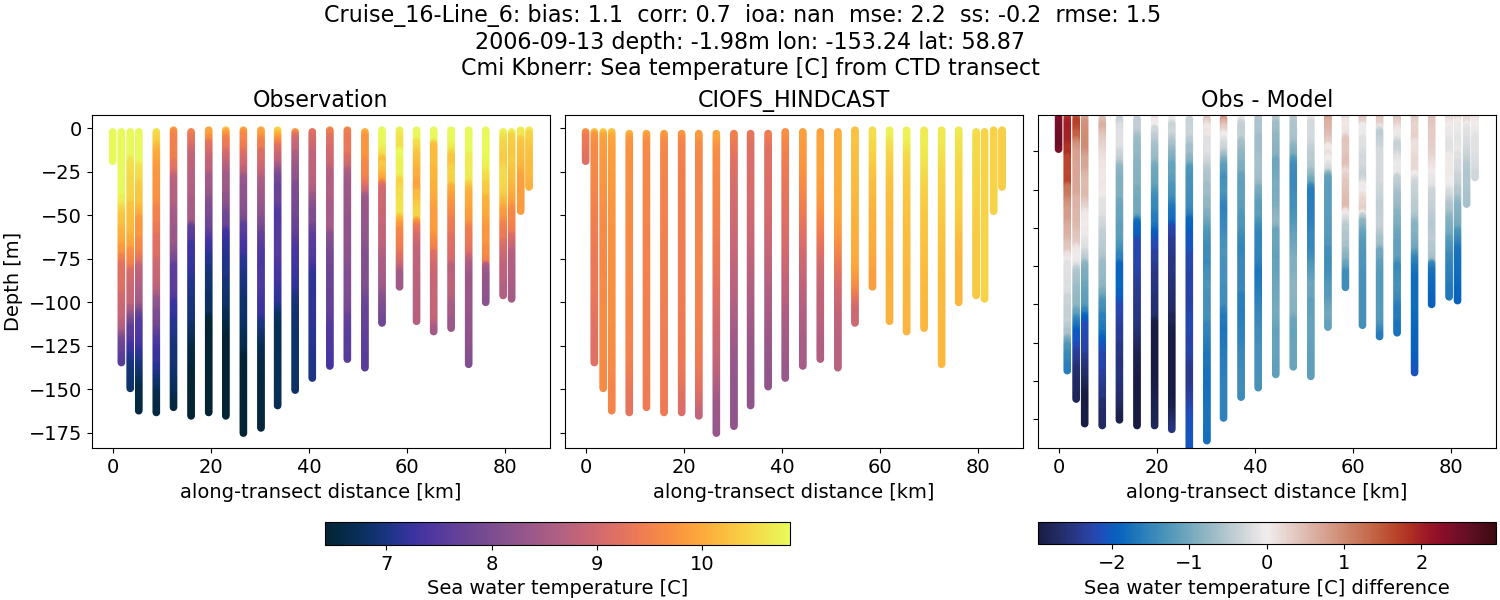 Cruise_16-Line_6: bias: 1.1  corr: 0.7  ioa: nan  mse: 2.2  ss: -0.2  rmse: 1.5
2006-09-13 depth: -1.98m lon: -153.24 lat: 58.87
Cmi Kbnerr: Sea temperature [C] from CTD transect
Observation
CIOFS_HINDCAST
Obs - Model
Depth [m]
0
−25
−50
−75
−100
−125
−150
−175
0 20 40 60 80
0 20 40 60 80
0 20 40 60 80
along-transect distance [km]
along-transect distance [km]
along-transect distance [km]
7 8 9 10
Sea water temperature [C]
−2 −1 0 1 2
Sea water temperature [C] difference